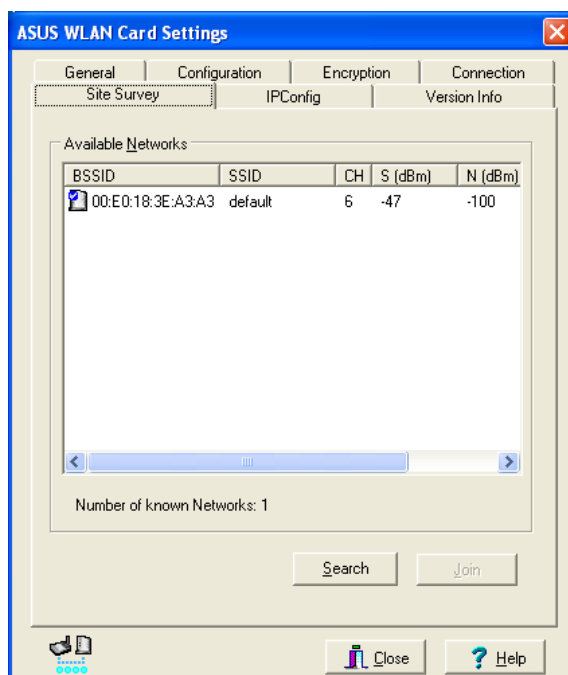 ASUS WLAN Card Settings
General Configuration Encryption Connection
Site Survey IPConfig Version Info
Available Networks
BSSID SSID CH S (dBm) N (dBm)
00:E0:18:3E:A3:A3 default 6 -47 -100
Number of known Networks: 1
Search Join
Close Help